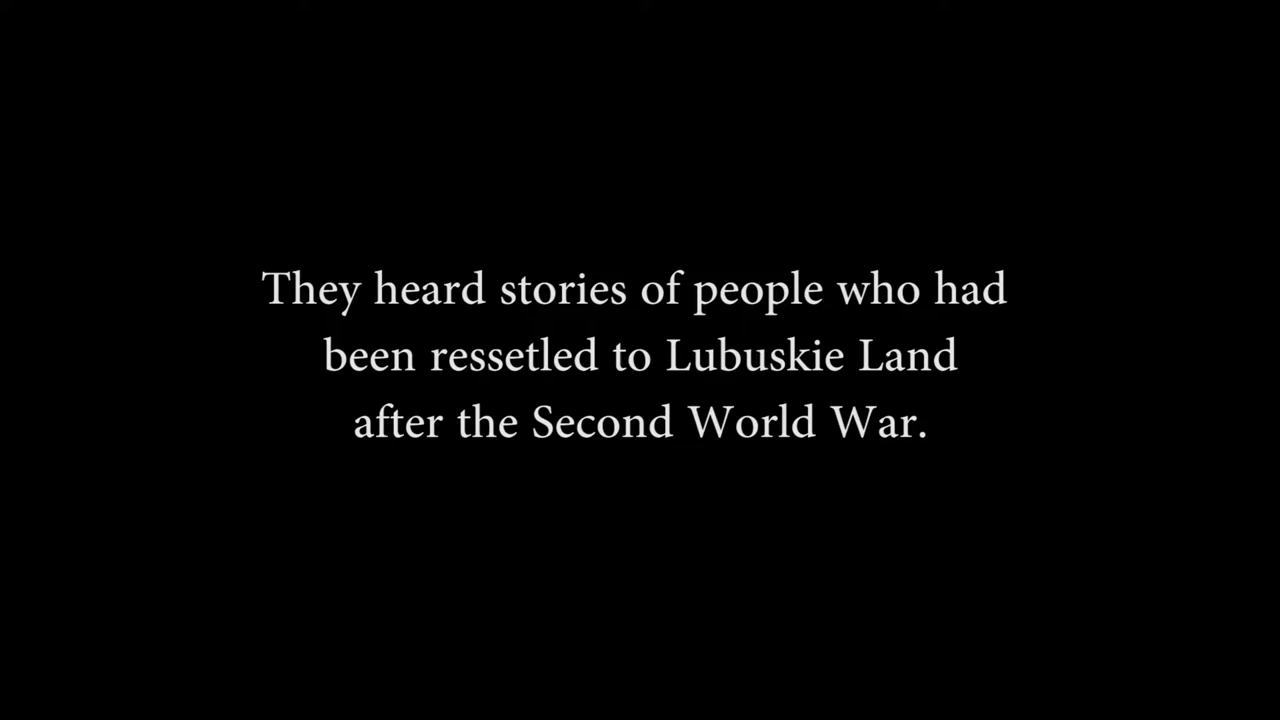 They heard stories of people who had
been ressetled to Lubuskie Land
after the Second World War.